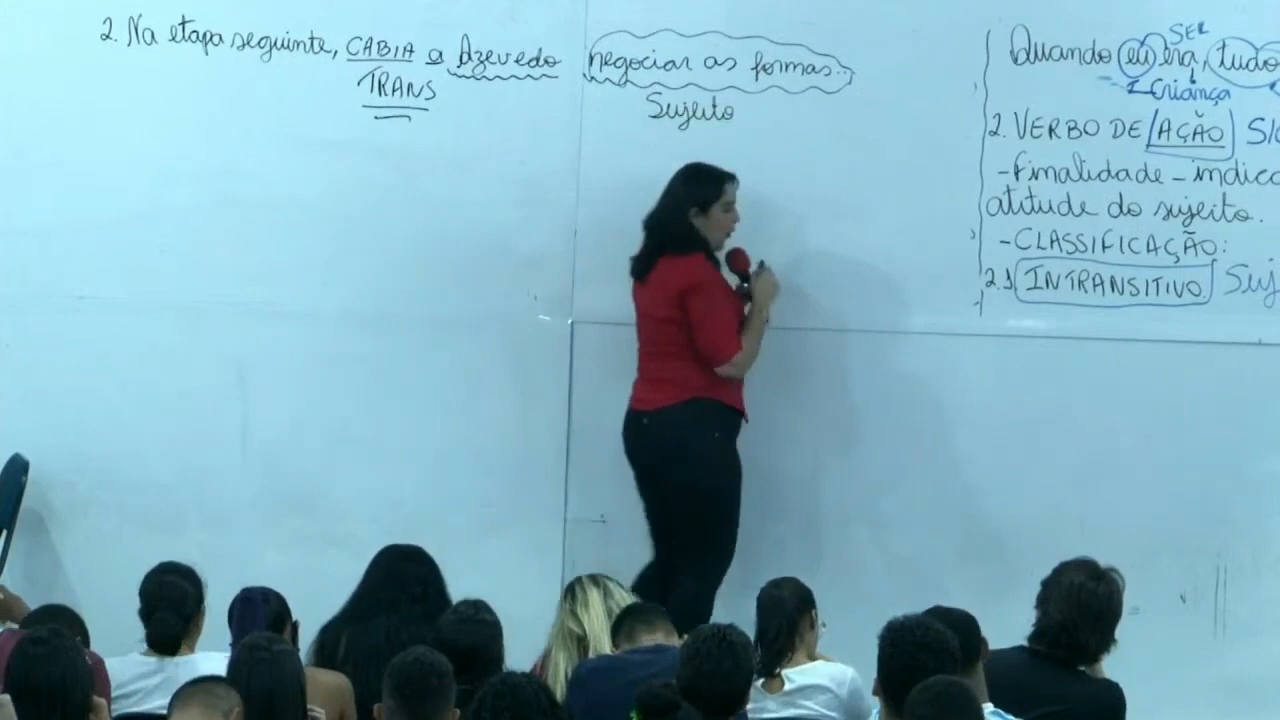 2. Na etapa seguinte, CABIA a Azevedo negociar as formas...
TRANS
Sujeito
SER
Quando eu era, tudo
Criança
2. VERBO DE AÇÃO
- Finalidade - indica
atitude do sujeito.
- CLASSIFICAÇÃO:
2.1 INTRANSITIVO Suj